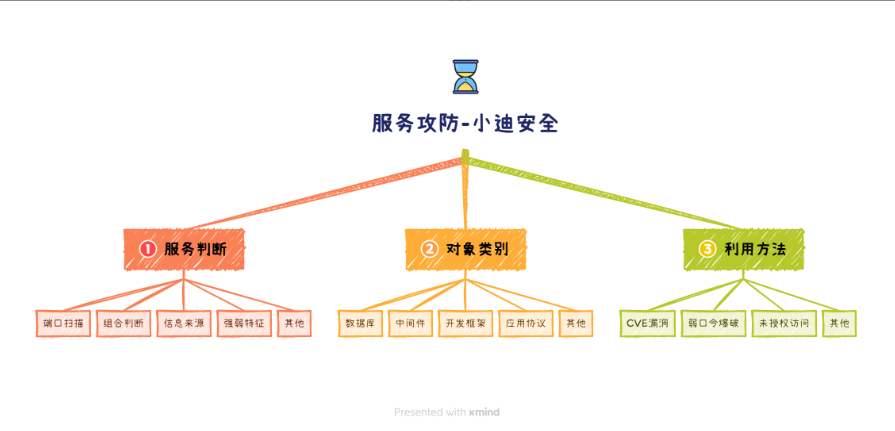 服务攻防-小迪安全
① 服务判断
② 对象类别
③ 利用方法
端口扫描
组合判断
信息来源
强弱特征
其他
数据库
中间件
开发框架
应用协议
其他
CVE漏洞
弱口令爆破
未授权访问
其他
Presented with xmind